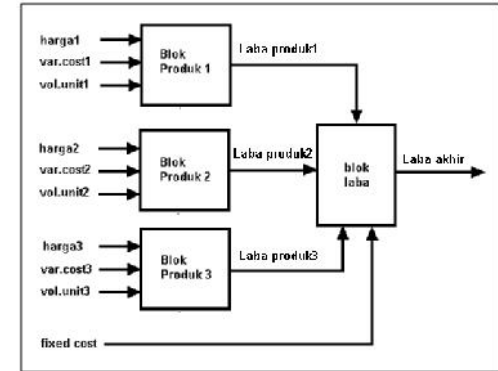 harga1
var.cost1
vol.unit1
Blok
Produk 1
Laba produk1
harga2
var.cost2
vol.unit2
Blok
Produk 2
Laba produk2
blok
laba
Laba akhir
harga3
var.cost3
vol.unit3
Blok
Produk 3
Laba produk3
fixed cost